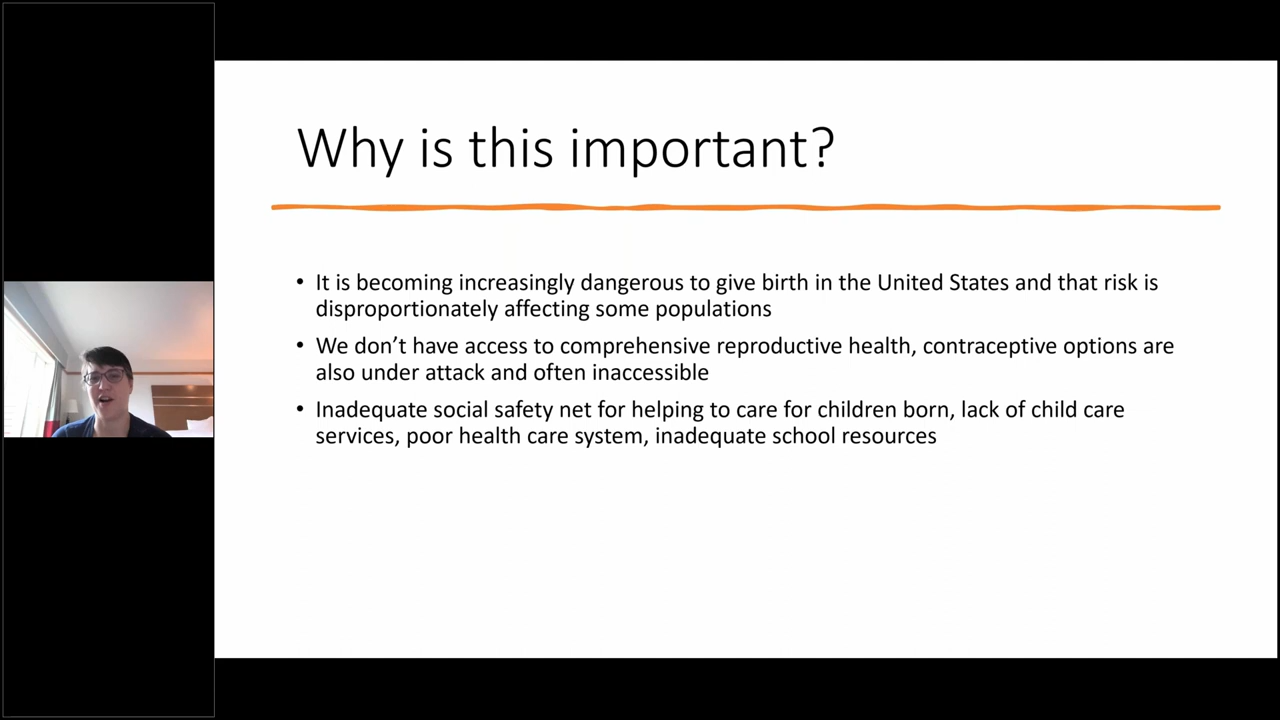 Why is this important?
• It is becoming increasingly dangerous to give birth in the United States and that risk is
disproportionately affecting some populations
• We don’t have access to comprehensive reproductive health, contraceptive options are
also under attack and often inaccessible
• Inadequate social safety net for helping to care for children born, lack of child care
services, poor health care system, inadequate school resources